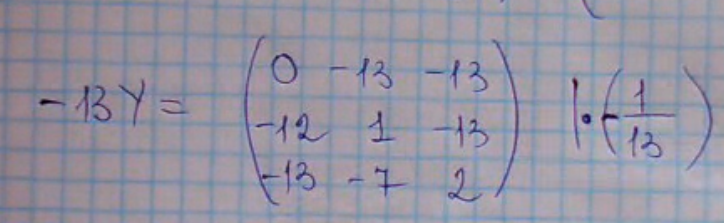 -13Y = (0 -13 -13
-12 1 -13
-13 -7 2) | · (-1/13)